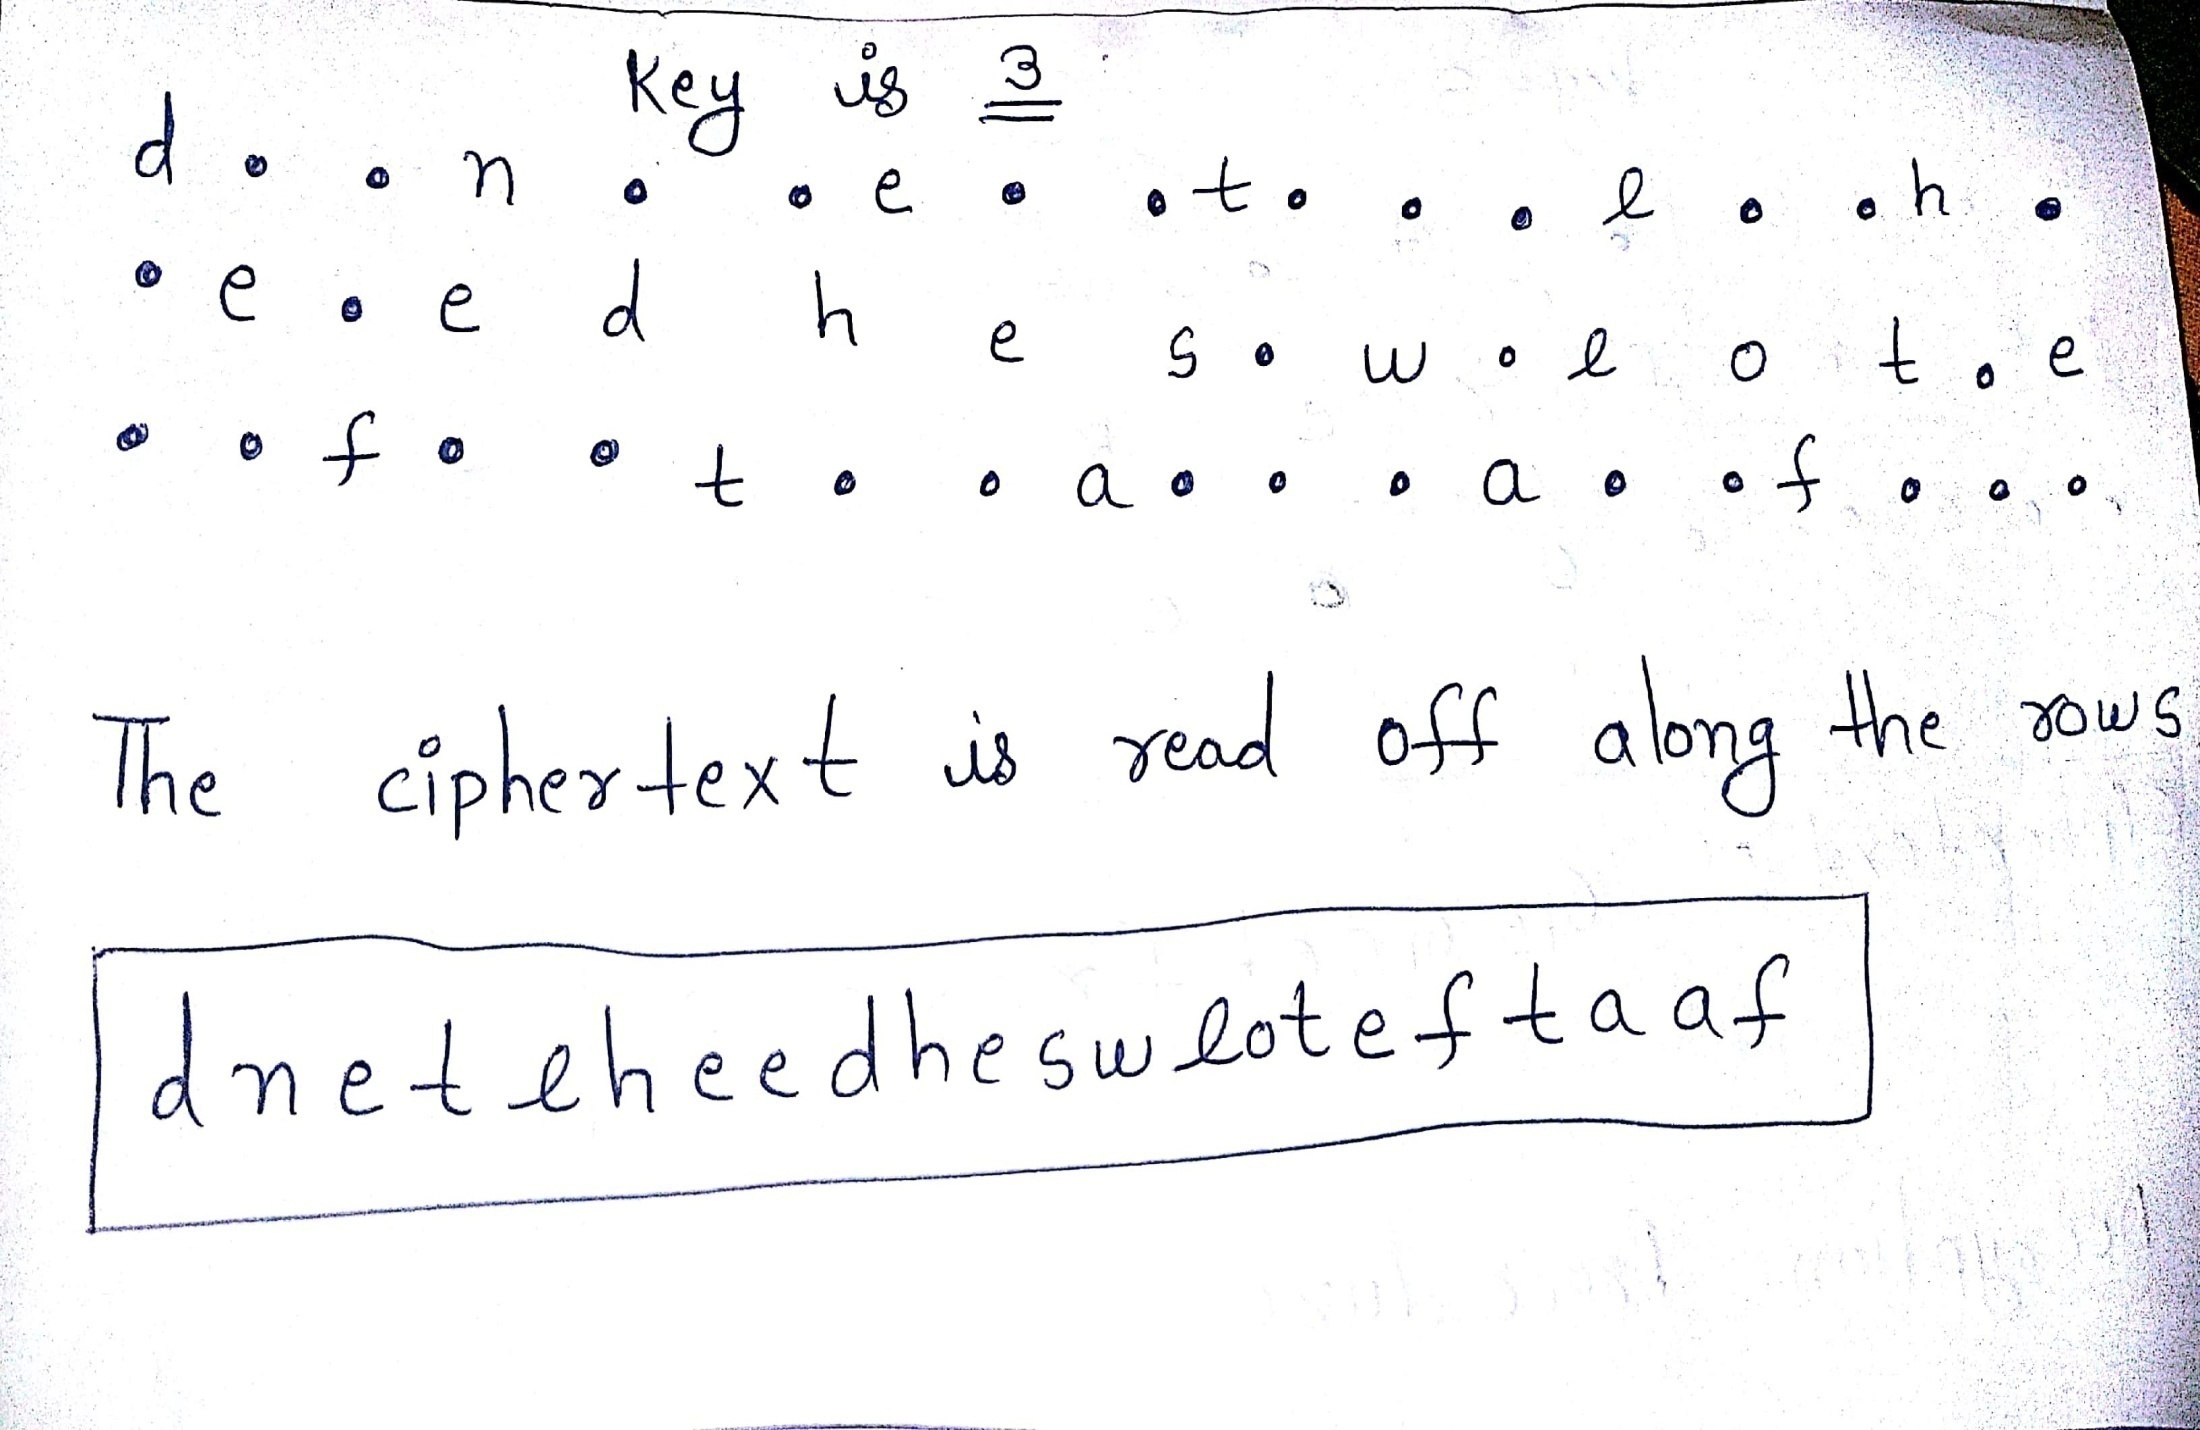 Key is 3
d . . n . . e . . t . . . l . . h .
. e . e d h e s . w . l o t . e
. . f . . t . . a . . . a . . f . . .
The ciphertext is read off along the rows
dnetlheedheswloteftaaf